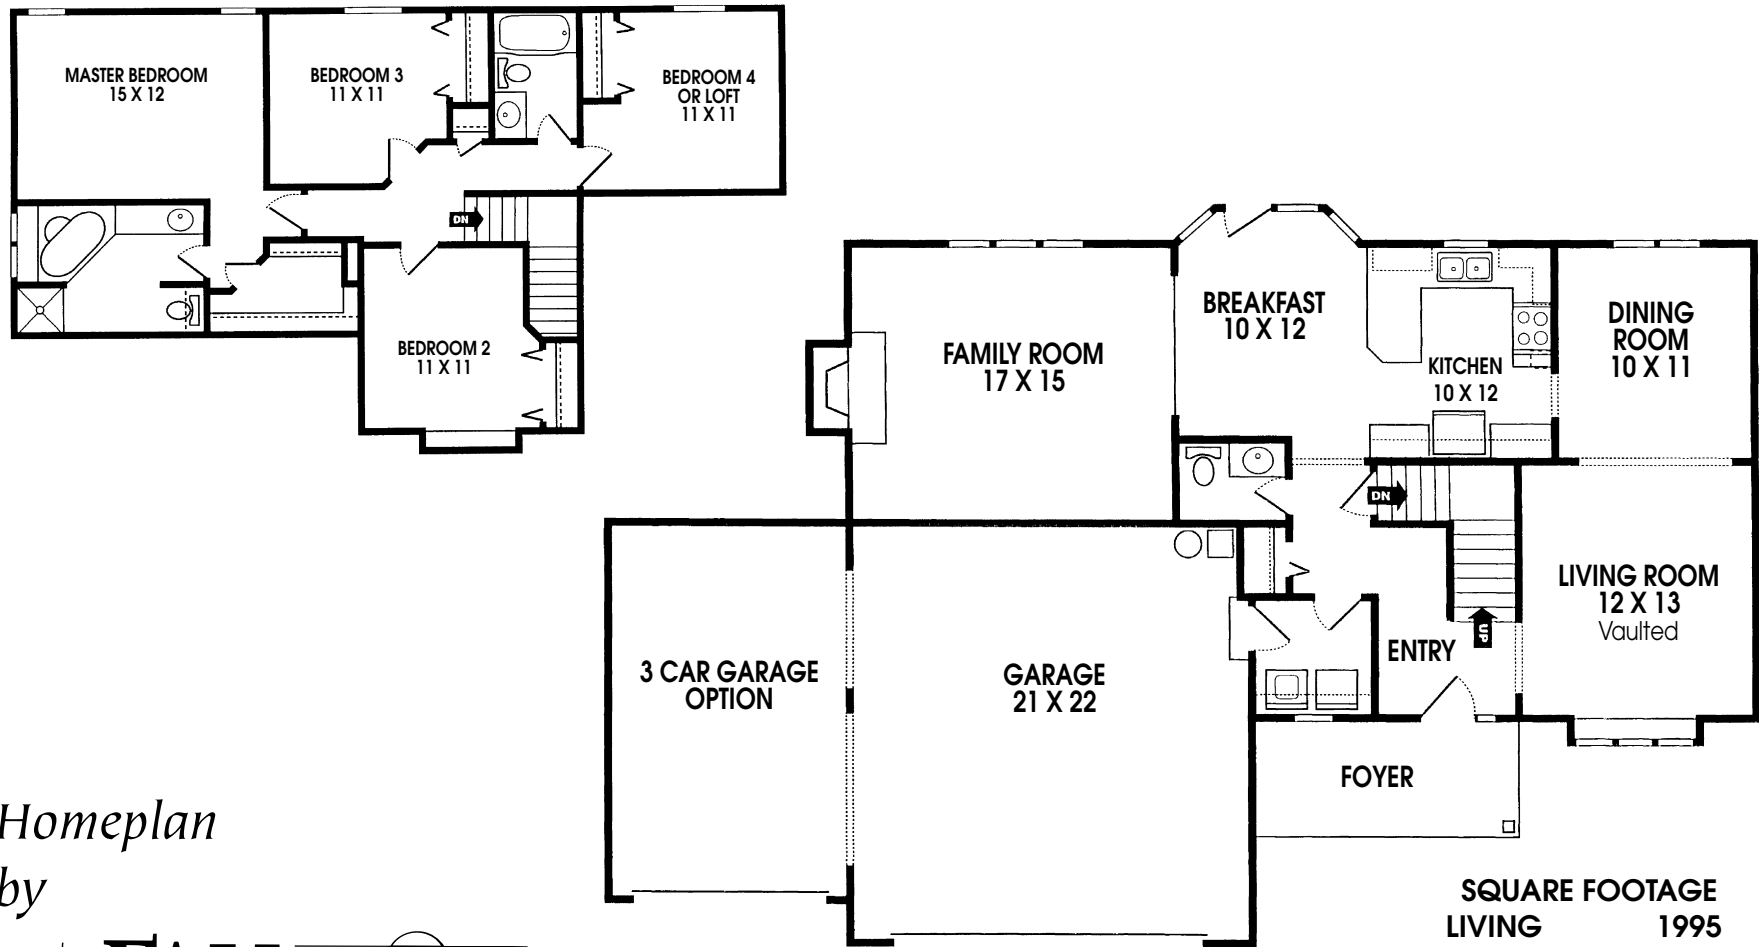 MASTER BEDROOM
15 X 12
BEDROOM 3
11 X 11
BEDROOM 4
OR LOFT
11 X 11
DN
BEDROOM 2
11 X 11
FAMILY ROOM
17 X 15
BREAKFAST
10 X 12
KITCHEN
10 X 12
DINING
ROOM
10 X 11
DN
LIVING ROOM
12 X 13
Vaulted
UP
ENTRY
3 CAR GARAGE
OPTION
GARAGE
21 X 22
FOYER
Homeplan
by
SQUARE FOOTAGE
LIVING 1995